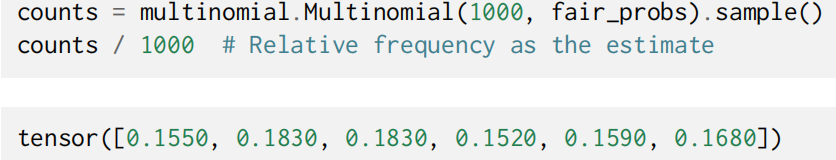 counts = multinomial.Multinomial(1000, fair_probs).sample()
counts / 1000  # Relative frequency as the estimate
tensor([0.1550, 0.1830, 0.1830, 0.1520, 0.1590, 0.1680])